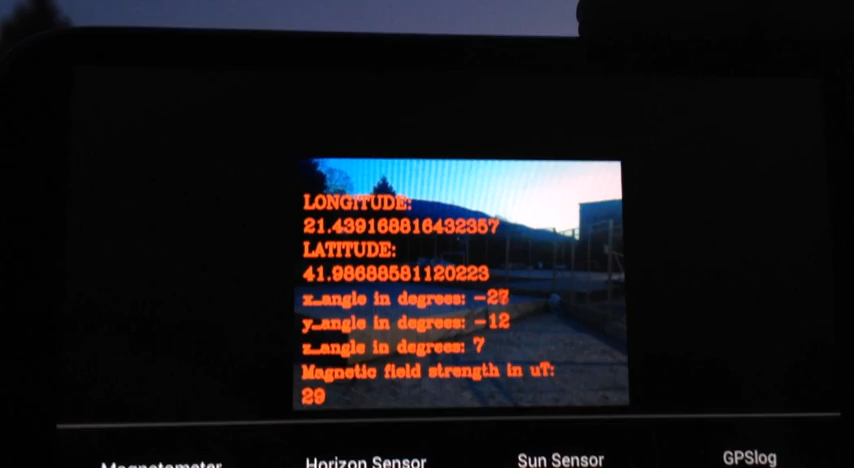 LONGITUDE:
21.439168816432357
LATITUDE:
41.98688581120223
x_angle in degrees: -27
y_angle in degrees: -12
z_angle in degrees: 7
Magnetic field strength in uT:
29
Magnetometer Horizon Sensor Sun Sensor GPSlog